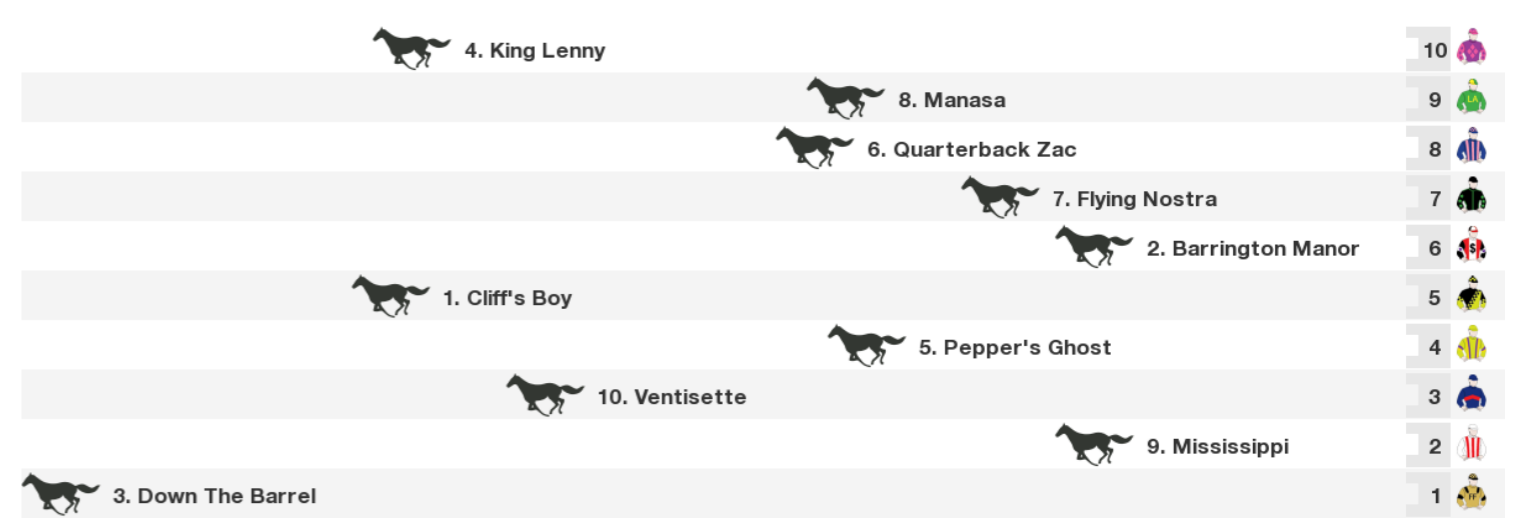 4. King Lenny 10
8. Manasa 9 LA
6. Quarterback Zac 8
7. Flying Nostra 7
2. Barrington Manor 6 $
1. Cliff's Boy 5
5. Pepper's Ghost 4
10. Ventisette 3
9. Mississippi 2
3. Down The Barrel 1 FF